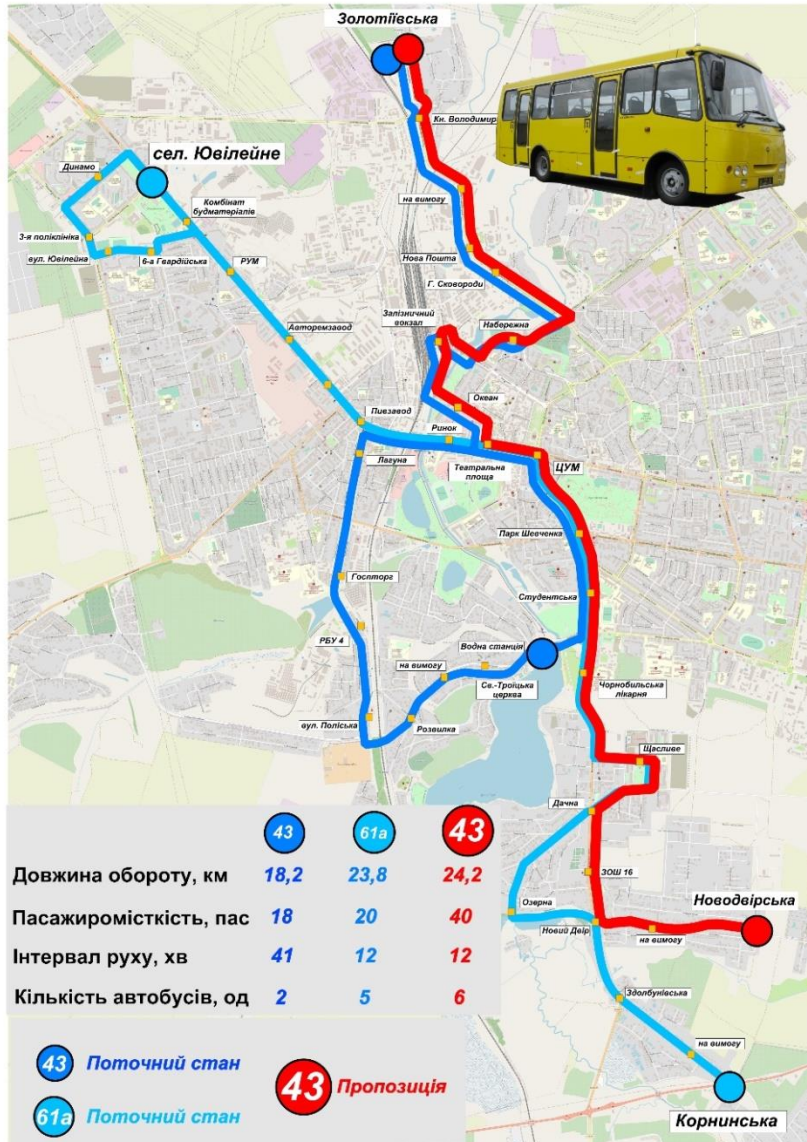 Золотіївська
Кн. Володимира
на вимогу
Нова Пошта
Г. Сковороди
Залізничний
вокзал
Набережна
сел. Ювілейне
Динамо
Комбінат
будматеріалів
3-я поліклініка
вул. Ювілейна
6-а Гвардійська
РУМ
Авторемзавод
Пивзавод
Океан
Ринок
Лагуна
Театральна
площа
ЦУМ
Парк Шевченка
Госпторг
Студентська
РБУ 4
Водна станція
на вимогу
Св.-Троїцька
церква
Чорнобильська
лікарня
вул. Поліська
Розвилка
Щасливе
Дачна
ЗОШ 16
Озерна
Новодвірська
Новий Двір
на вимогу
Здолбунівська
на вимогу
Корнинська
43 61а 43
Довжина обороту, км 18,2 23,8 24,2
Пасажиромісткість, пас 18 20 40
Інтервал руху, хв 41 12 12
Кількість автобусів, од 2 5 6
43 Поточний стан
61а Поточний стан
43 Пропозиція